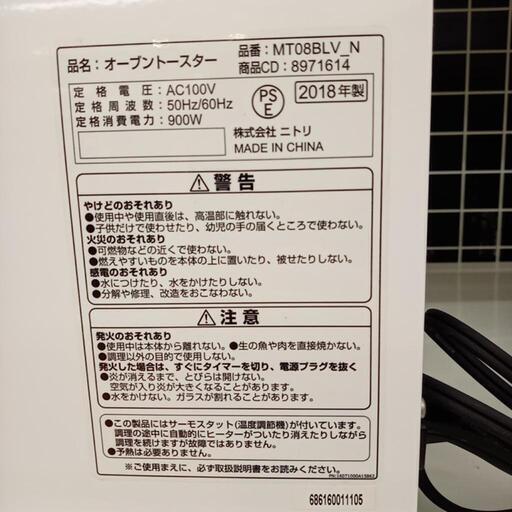 品名：オーブントースター
品番：MT08BLV_N
商品CD：8971614
定格電圧：AC100V
定格周波数：50Hz/60Hz
定格消費電力：900W
PS
E
2018年製
株式会社 ニトリ
MADE IN CHINA
警告
やけどのおそれあり
●使用中や使用直後は、高温部に触れない。
●子供だけで使わせたり、幼児の手の届くところで使わない。
火災のおそれあり
●可燃物などの近くで使わない。
●燃えやすいものを本体の上に置いたり、被せたりしない。
感電のおそれあり
●水につけたり、水をかけたりしない。
●分解や修理、改造をおこなわない。
注意
発火のおそれあり
●使用中は本体から離れない。●生の魚や肉を直接焼かない。
●調理以外の目的で使用しない。
発火した場合は、すぐにタイマーを切り、電源プラグを抜く
●炎が消えるまで、とびらは開けない。
空気が入り炎が大きくなることがあります。
●水をかけない。ガラスが割れることがあります。
●この製品にはサーモスタット(温度調節機)が付いています。
調理の途中に自動的にヒーターがついたり消えたりしながら
調理を続けますが故障ではありません。
●予熱は必要ありません。
※ご使用まえに、必ず取扱説明書をお読みください。
686160011105